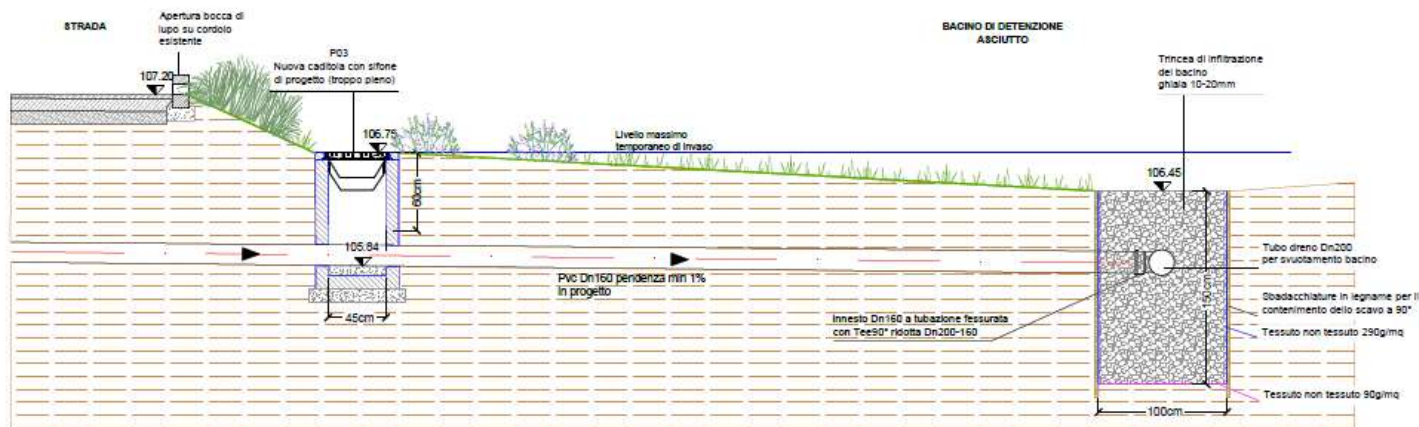 STRADA
Apertura bocca di
lupo su cordolo
esistente
107.20
P03
Nuova caditoia con sifone
di progetto (troppo pieno)
106.75
60cm
105.84
45cm
Pvc Dn160 pendenza min 1%
in progetto
Livello massimo
temporaneo di invaso
BACINO DI DETENZIONE
ASCIUTTO
Trincea di infiltrazione
del bacino
ghiaia 10-20mm
106.45
150cm
100cm
Innesto Dn160 a tubazione fessurata
con Tee90° ridotta Dn200-160
Tubo dreno Dn200
per svuotamento bacino
Sbadacchiature in legname per il
contenimento dello scavo a 90°
Tessuto non tessuto 290g/mq
Tessuto non tessuto 90g/mq